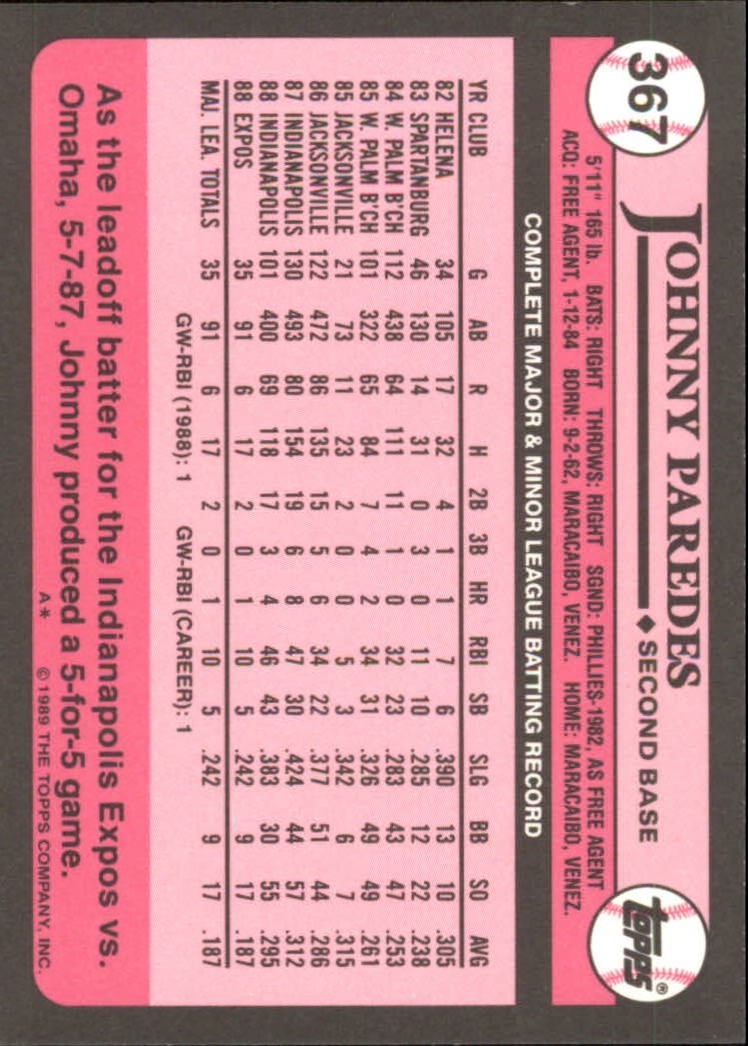 367
JOHNNY PAREDES
◆ SECOND BASE
topps®
5'11" 165 lb. BATS: RIGHT THROWS: RIGHT SGND: PHILLIES-1982, AS FREE AGENT
ACQ: FREE AGENT, 1-12-84 BORN: 9-2-62, MARACAIBO, VENEZ. HOME: MARACAIBO, VENEZ.
COMPLETE MAJOR & MINOR LEAGUE BATTING RECORD
YR CLUB G AB R H 2B 3B HR RBI SB SLG BB SO AVG
82 HELENA 34 105 17 32 4 1 1 7 6 .390 13 10 .305
83 SPARTANBURG 46 130 14 31 0 3 0 11 10 .285 12 22 .238
84 W. PALM B'CH 112 438 64 111 11 1 0 32 23 .283 43 47 .253
85 W. PALM B'CH 101 322 65 84 7 4 2 34 31 .326 49 49 .261
85 JACKSONVILLE 21 73 11 23 2 0 0 5 3 .342 6 7 .315
86 JACKSONVILLE 122 472 86 135 15 5 6 34 22 .377 51 44 .286
87 INDIANAPOLIS 130 493 80 154 19 6 8 47 30 .424 44 57 .312
88 INDIANAPOLIS 101 400 69 118 17 3 4 46 43 .383 30 55 .295
88 EXPOS 35 91 6 17 2 0 1 10 5 .242 9 17 .187
MAJ. LEA. TOTALS 35 91 6 17 2 0 1 10 5 .242 9 17 .187
GW-RBI (1988): 1 GW-RBI (CAREER): 1
As the leadoff batter for the Indianapolis Expos vs.
Omaha, 5-7-87, Johnny produced a 5-for-5 game.
A* ©1989 THE TOPPS COMPANY, INC.